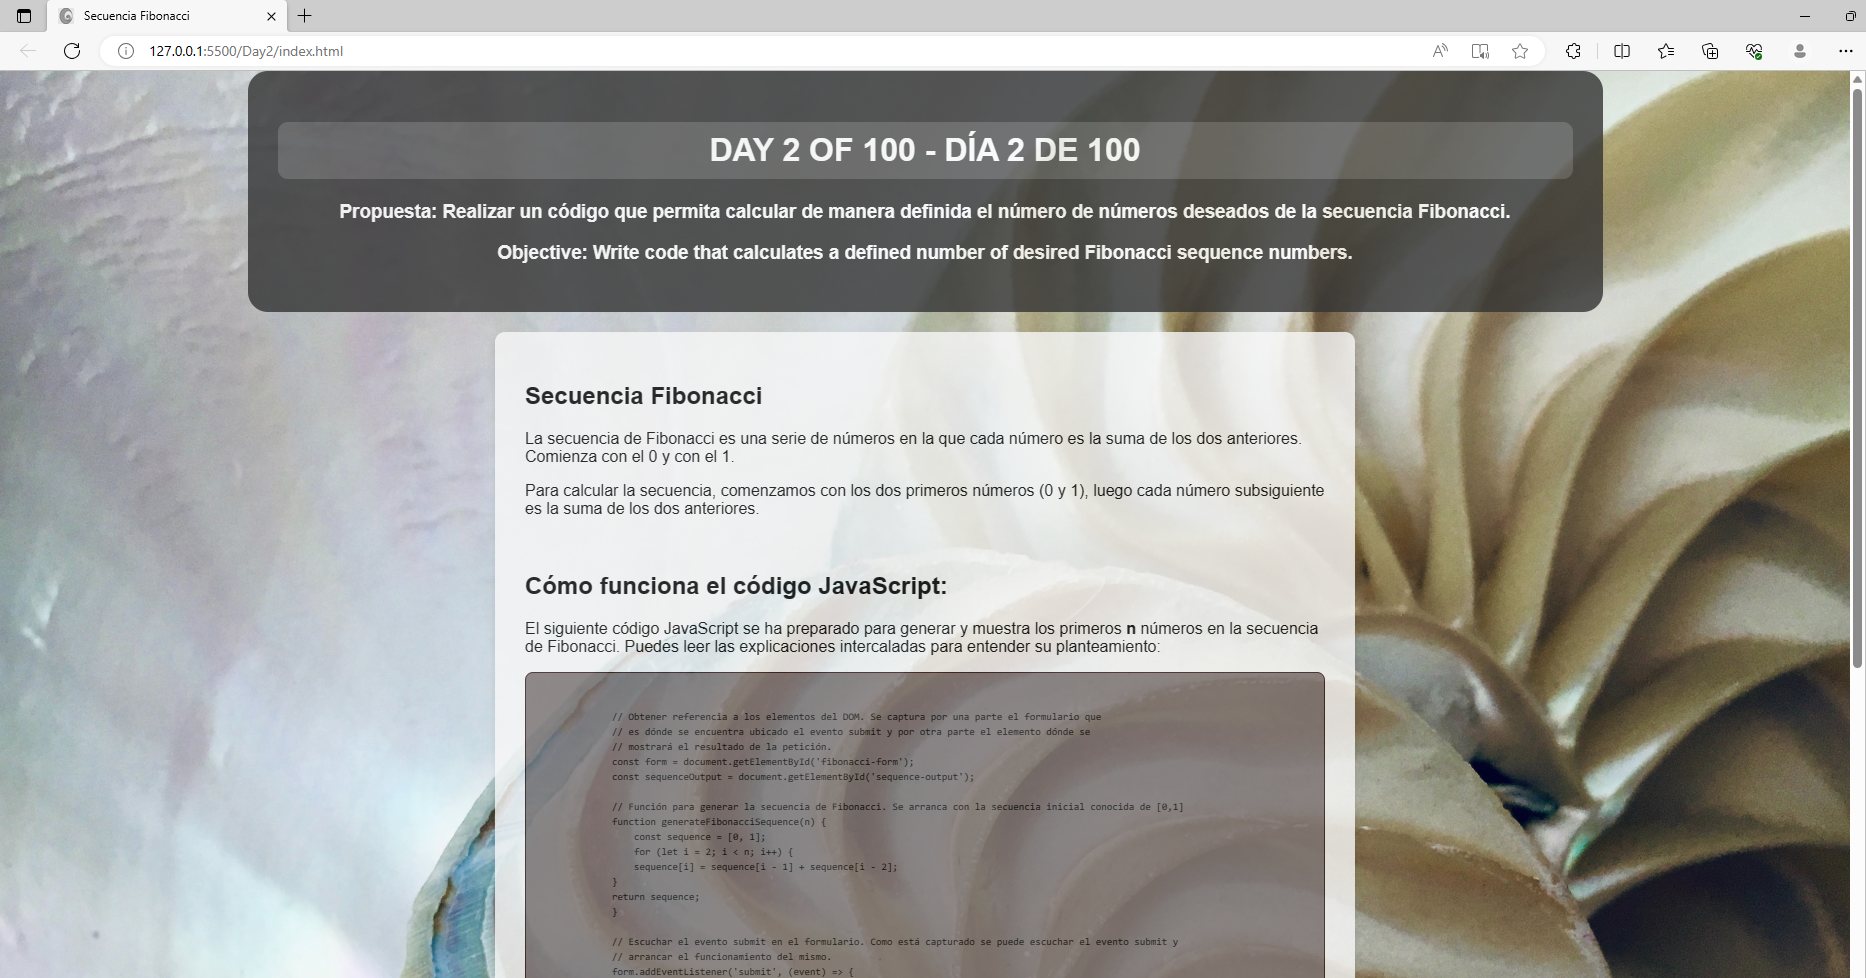 Secuencia Fibonacci
127.0.0.1:5500/Day2/index.html
DAY 2 OF 100 - DÍA 2 DE 100
Propuesta: Realizar un código que permita calcular de manera definida el número de números deseados de la secuencia Fibonacci.
Objective: Write code that calculates a defined number of desired Fibonacci sequence numbers.
Secuencia Fibonacci
La secuencia de Fibonacci es una serie de números en la que cada número es la suma de los dos anteriores.
Comienza con el 0 y con el 1.
Para calcular la secuencia, comenzamos con los dos primeros números (0 y 1), luego cada número subsiguiente
es la suma de los dos anteriores.
Cómo funciona el código JavaScript:
El siguiente código JavaScript se ha preparado para generar y muestra los primeros n números en la secuencia
de Fibonacci. Puedes leer las explicaciones intercaladas para entender su planteamiento:
// Obtener referencia a los elementos del DOM. Se captura por una parte el formulario que
// es dónde se encuentra ubicado el evento submit y por otra parte el elemento dónde se
// mostrará el resultado de la petición.
const form = document.getElementById('fibonacci-form');
const sequenceOutput = document.getElementById('sequence-output');
// Función para generar la secuencia de Fibonacci. Se arranca con la secuencia inicial conocida de [0,1]
function generateFibonacciSequence(n) {
const sequence = [0, 1];
for (let i = 2; i < n; i++) {
sequence[i] = sequence[i - 1] + sequence[i - 2];
}
return sequence;
}
// Escuchar el evento submit en el formulario. Como está capturado se puede escuchar el evento submit y
// arrancar el funcionamiento del mismo.
form.addEventListener('submit', (event) => {